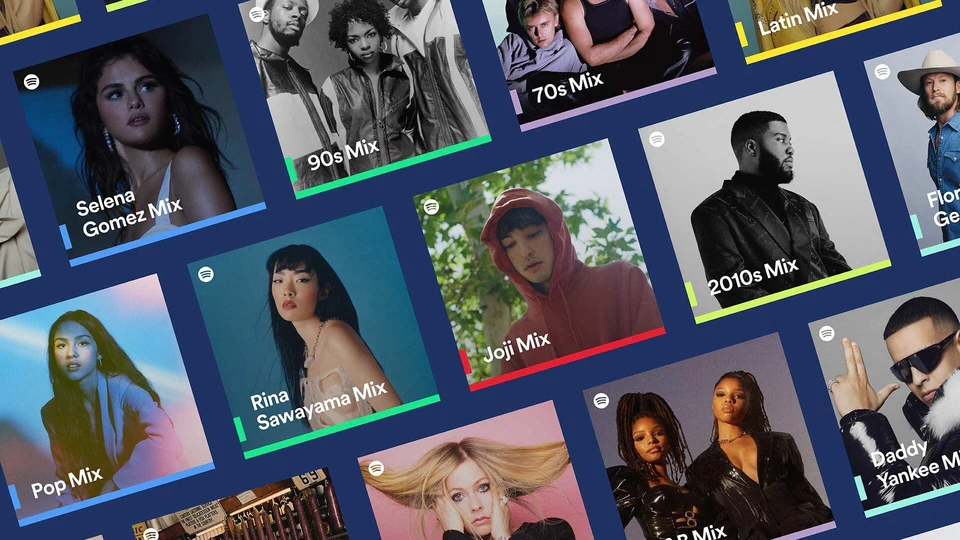 70s Mix
Latin Mix
Selena
Gomez Mix
90s Mix
2010s Mix
Joji Mix
Rina
Sawayama Mix
Pop Mix
Daddy
69
Mix